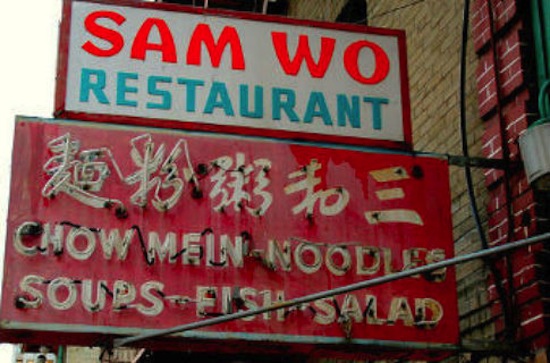 SAM WO
RESTAURANT
麵粉粥和三
CHOW MEIN-NOODLES
SOUPS-FISH-SALAD